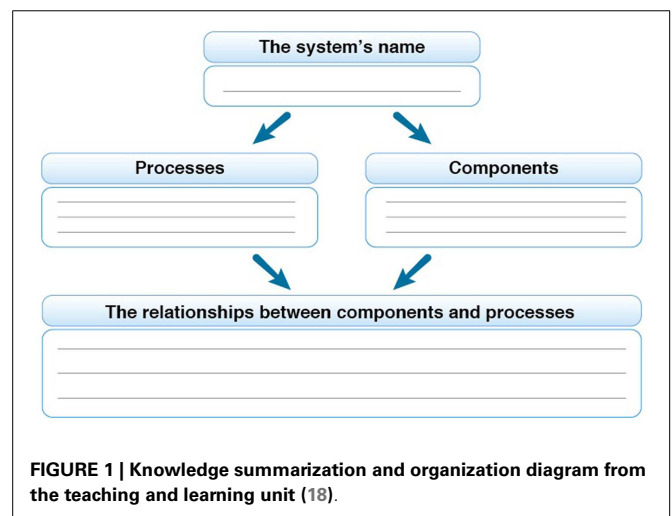 The system's name
Processes
Components
The relationships between components and processes
FIGURE 1 | Knowledge summarization and organization diagram from
the teaching and learning unit (18).